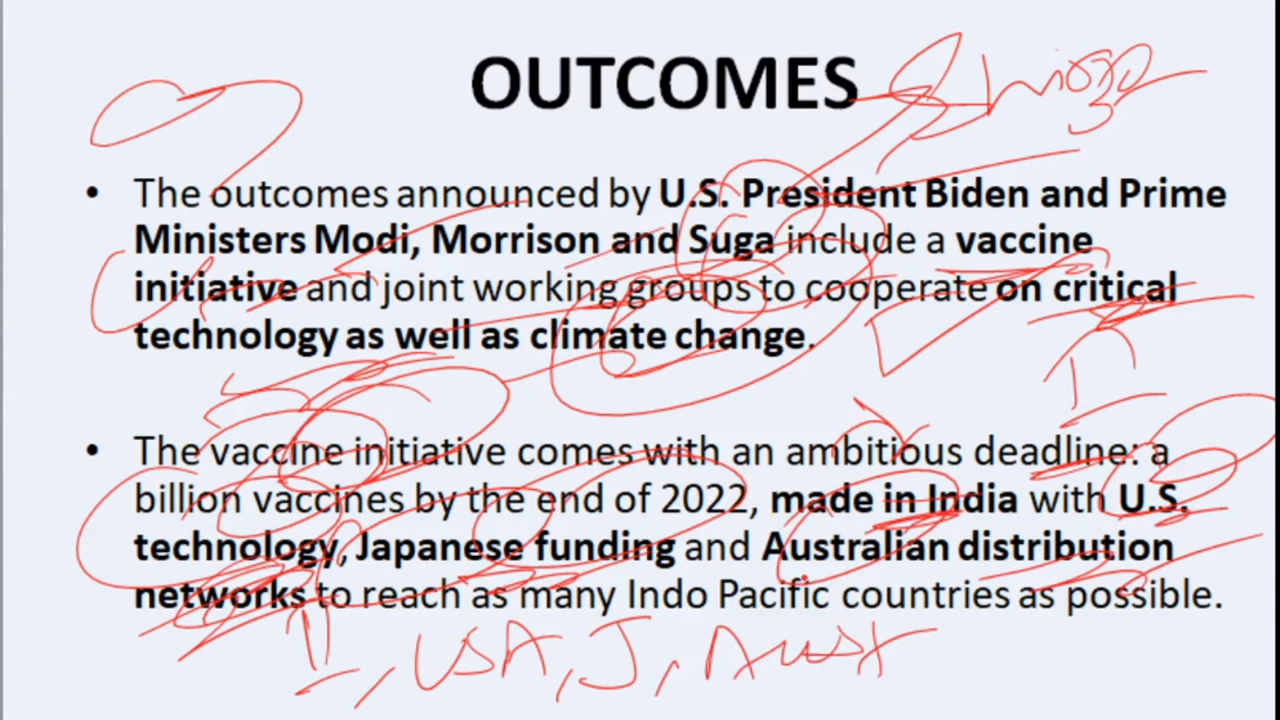 OUTCOMES
• The outcomes announced by U.S. President Biden and Prime
Ministers Modi, Morrison and Suga include a vaccine
initiative and joint working groups to cooperate on critical
technology as well as climate change.
• The vaccine initiative comes with an ambitious deadline: a
billion vaccines by the end of 2022, made in India with U.S.
technology, Japanese funding and Australian distribution
networks to reach as many Indo Pacific countries as possible.
I, USA, J, Aust